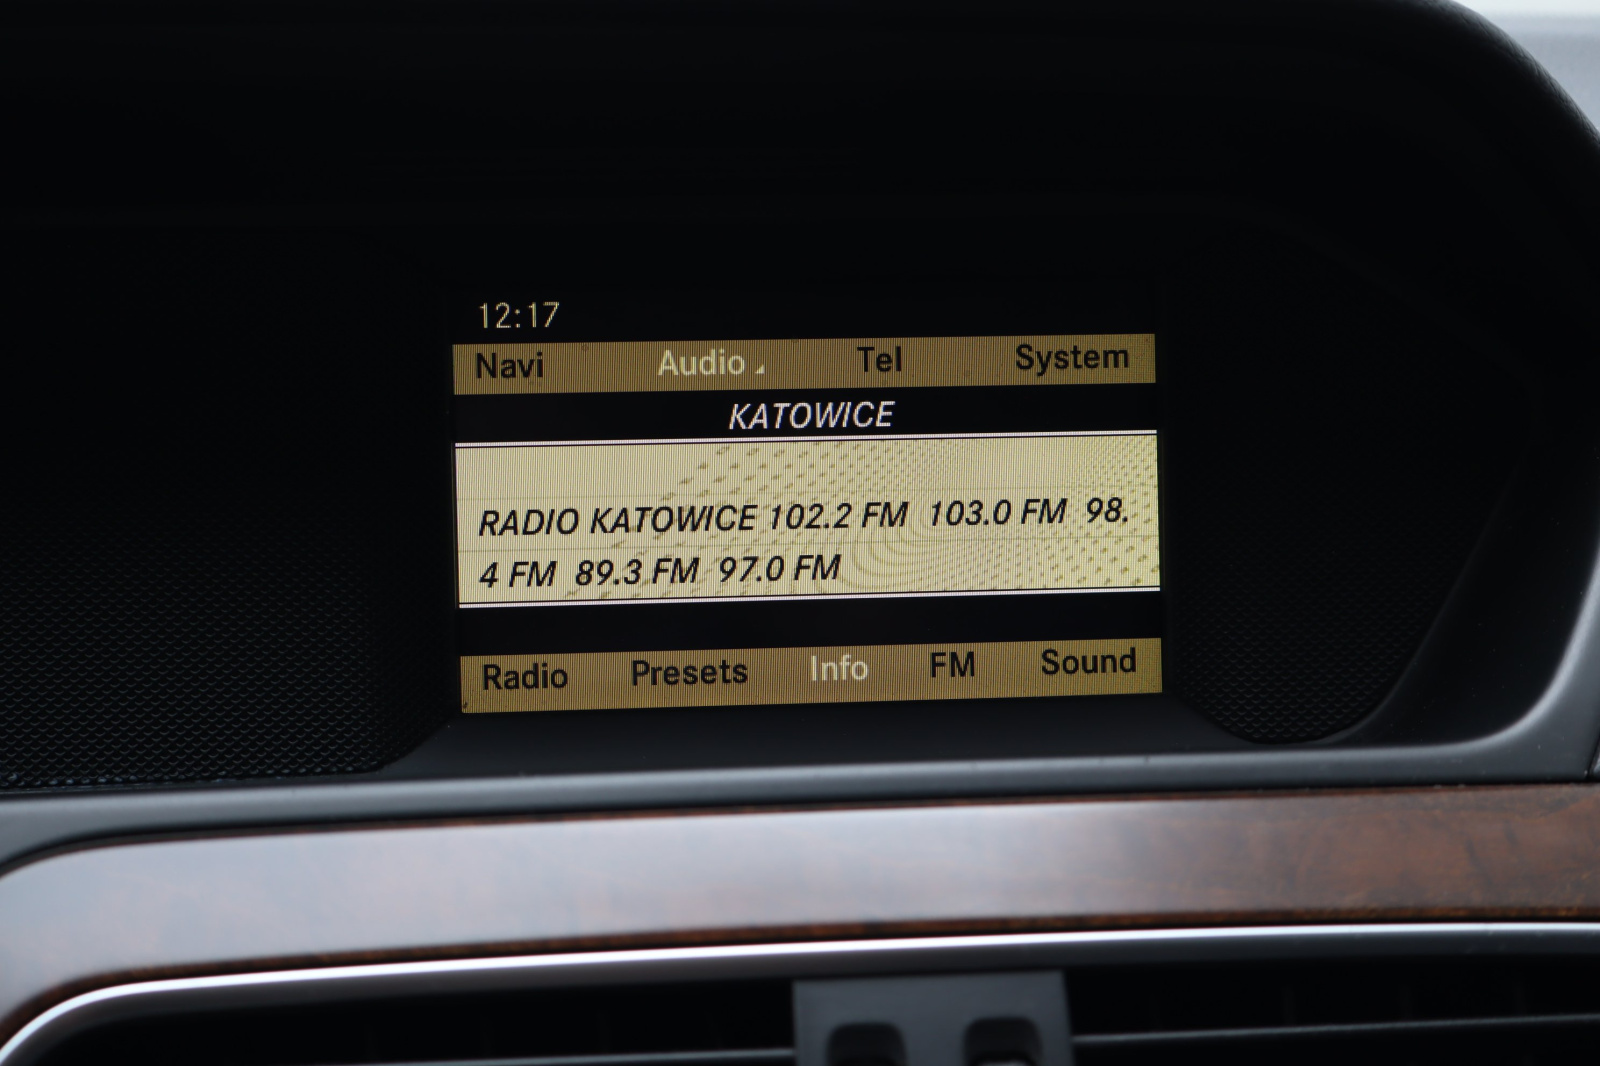 12:17
Navi Audio Tel System
KATOWICE
RADIO KATOWICE 102.2 FM 103.0 FM 98.
4 FM 89.3 FM 97.0 FM
Radio Presets Info FM Sound